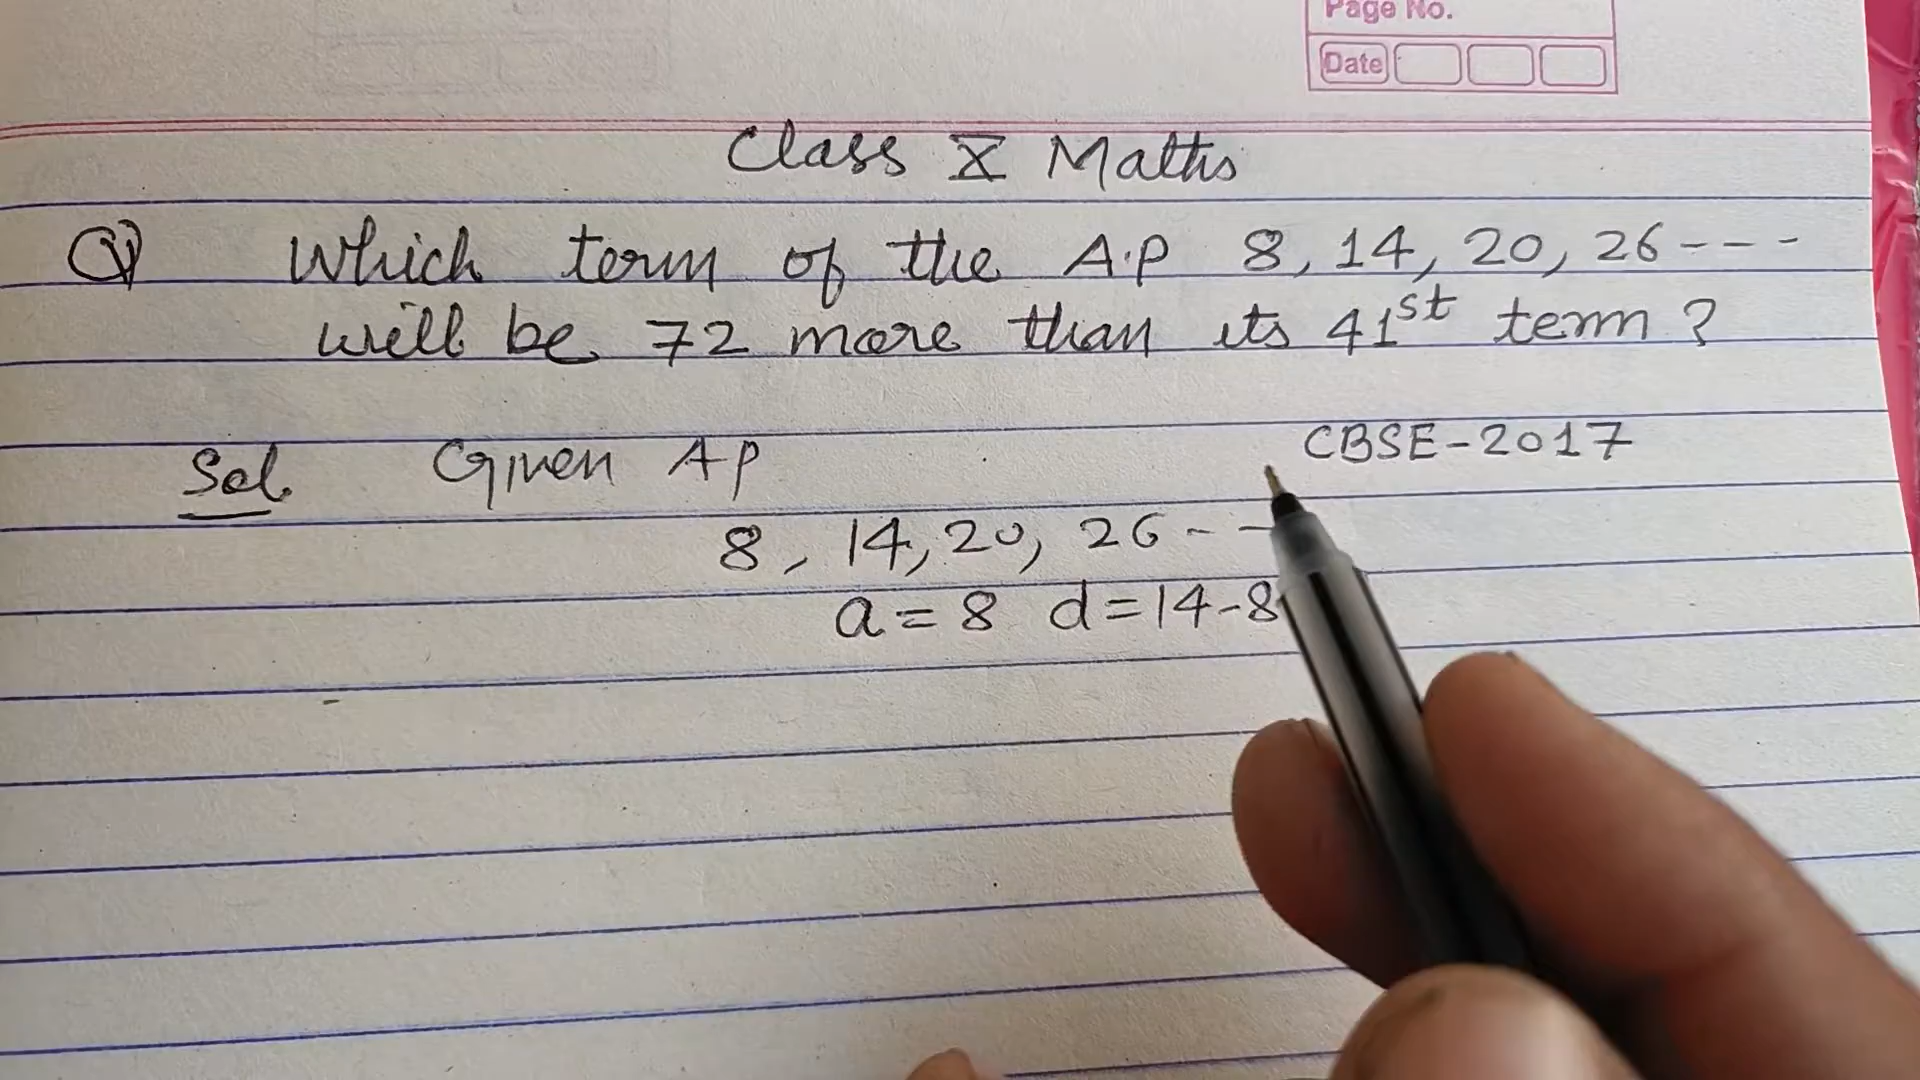 Page No.
Date
Class X Maths
Q) Which term of the A.P 8, 14, 20, 26 - - - -
will be 72 more than its 41st term ?
CBSE-2017
Sol. Given AP
8, 14, 20, 26 - -
a = 8 d = 14-8